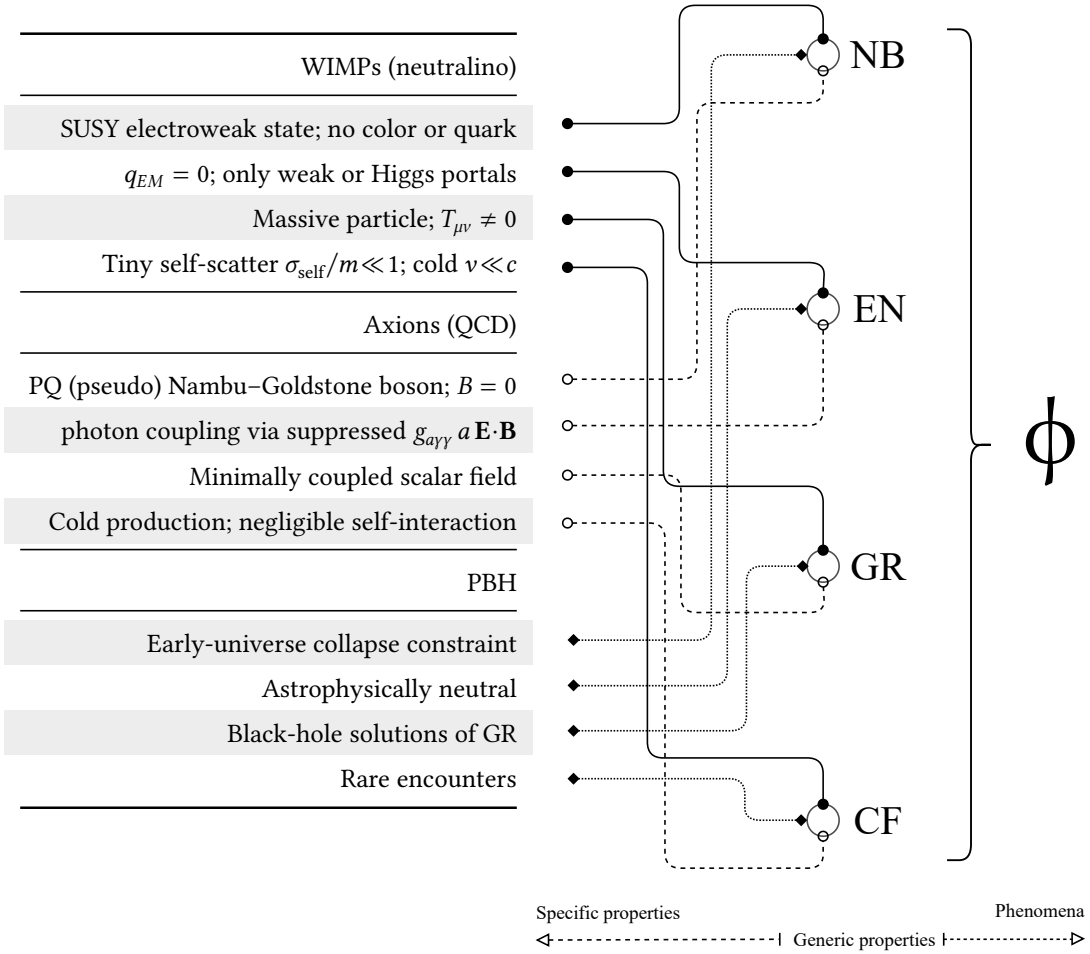 WIMPs (neutralino)
SUSY electroweak state; no color or quark
q_EM = 0; only weak or Higgs portals
Massive particle; T_μν ≠ 0
Tiny self-scatter σ_self/m≪1; cold v≪c
Axions (QCD)
PQ (pseudo) Nambu–Goldstone boson; B = 0
photon coupling via suppressed g_aγγ a E·B
Minimally coupled scalar field
Cold production; negligible self-interaction
PBH
Early-universe collapse constraint
Astrophysically neutral
Black-hole solutions of GR
Rare encounters
NB
EN
GR
CF
ϕ
Specific properties
Generic properties
Phenomena